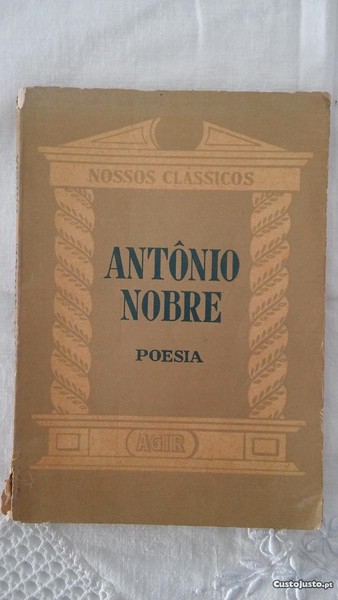 NOSSOS CLÁSSICOS
ANTÔNIO
NOBRE
POESIA
AGIR
CustoJusto.pt